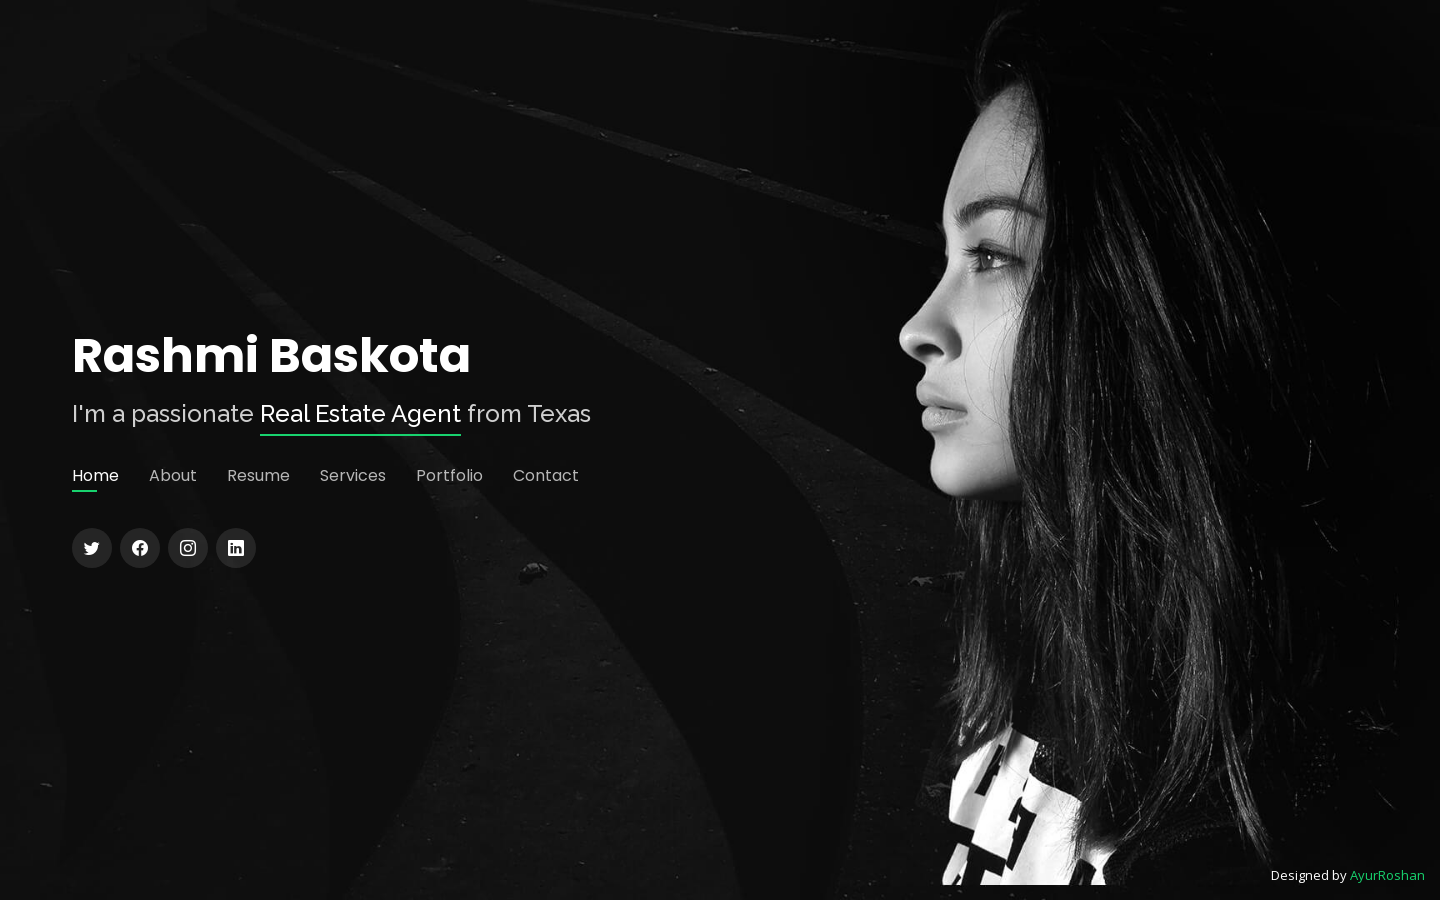 Rashmi Baskota
I'm a passionate Real Estate Agent from Texas
Home About Resume Services Portfolio Contact
Designed by AyurRoshan